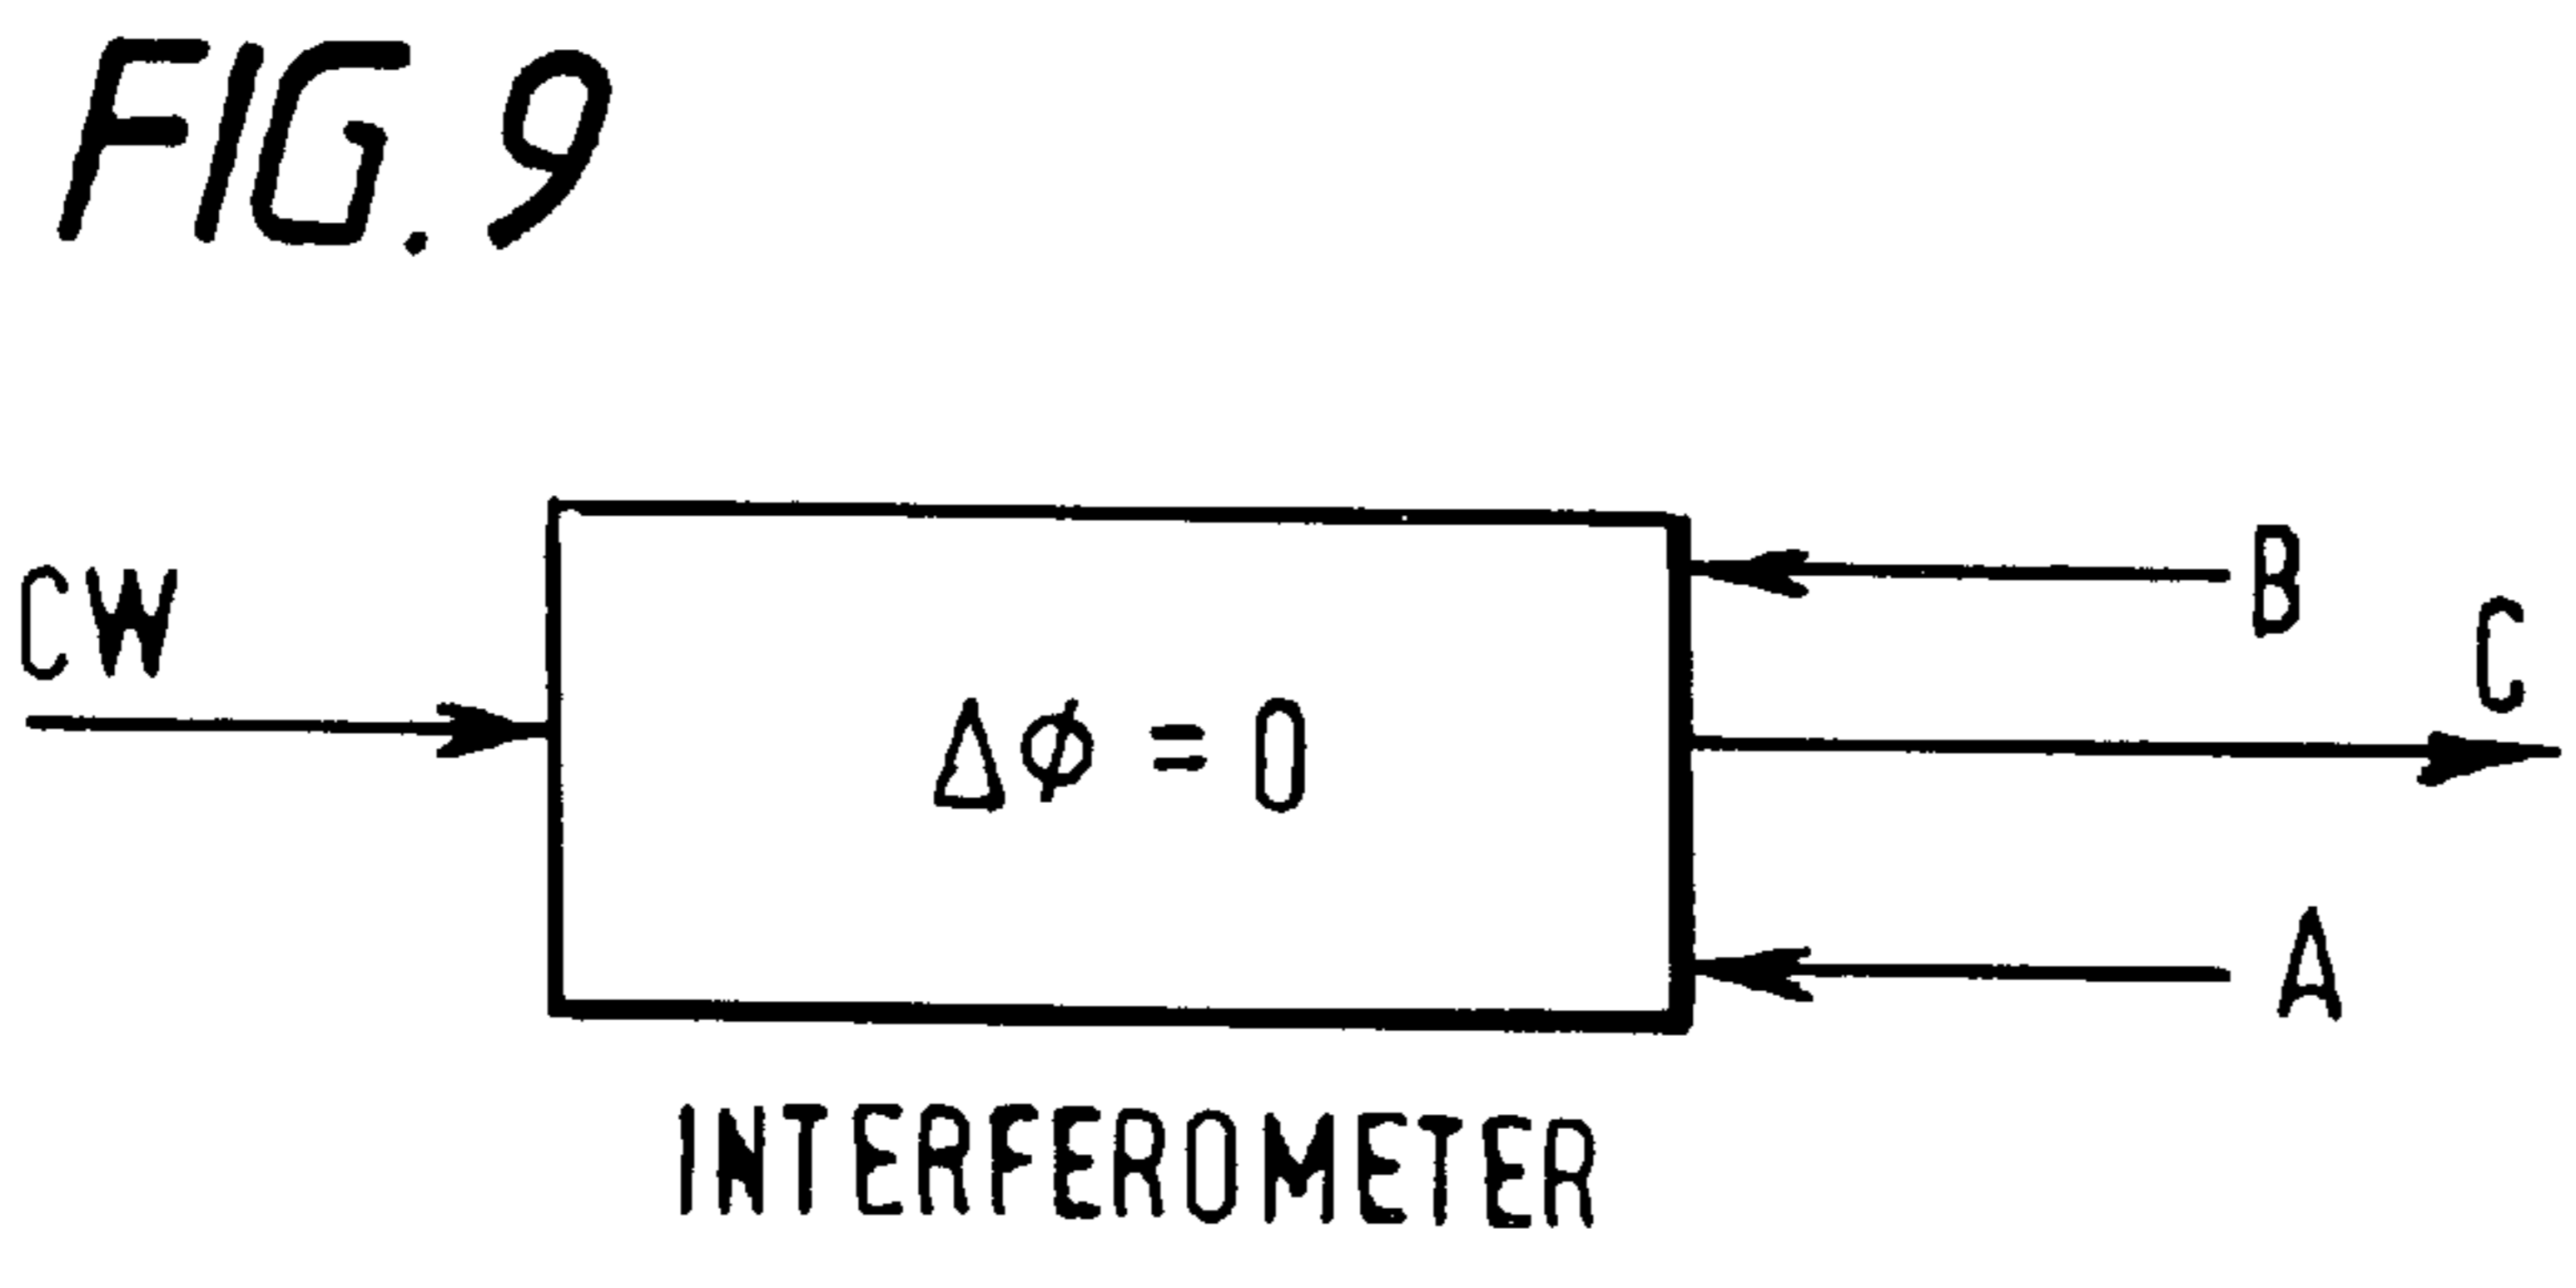 FIG. 9
CW
B
C
Δϕ = 0
A
INTERFEROMETER